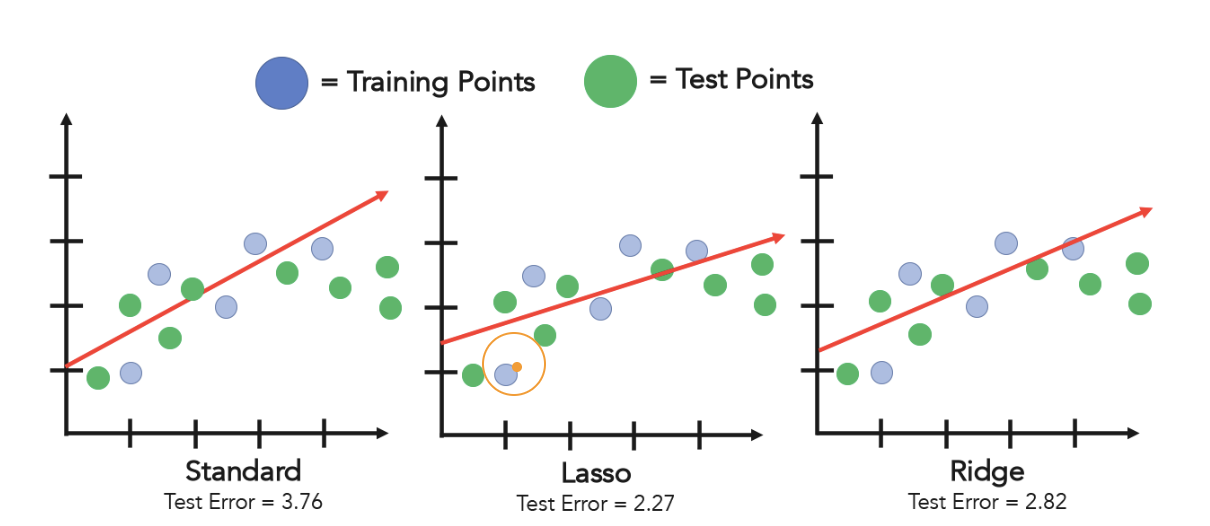 = Training Points = Test Points
Standard Lasso Ridge
Test Error = 3.76 Test Error = 2.27 Test Error = 2.82